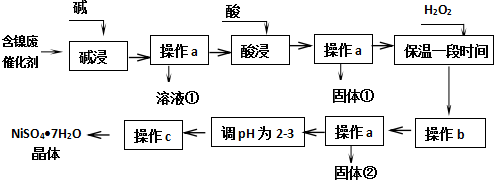 碱
酸
H₂O₂
含镍废
催化剂
碱浸
操作a
酸浸
操作a
保温一段时间
溶液①
固体①
NiSO₄•7H₂O
晶体
操作c
调pH为2-3
操作a
操作b
固体②